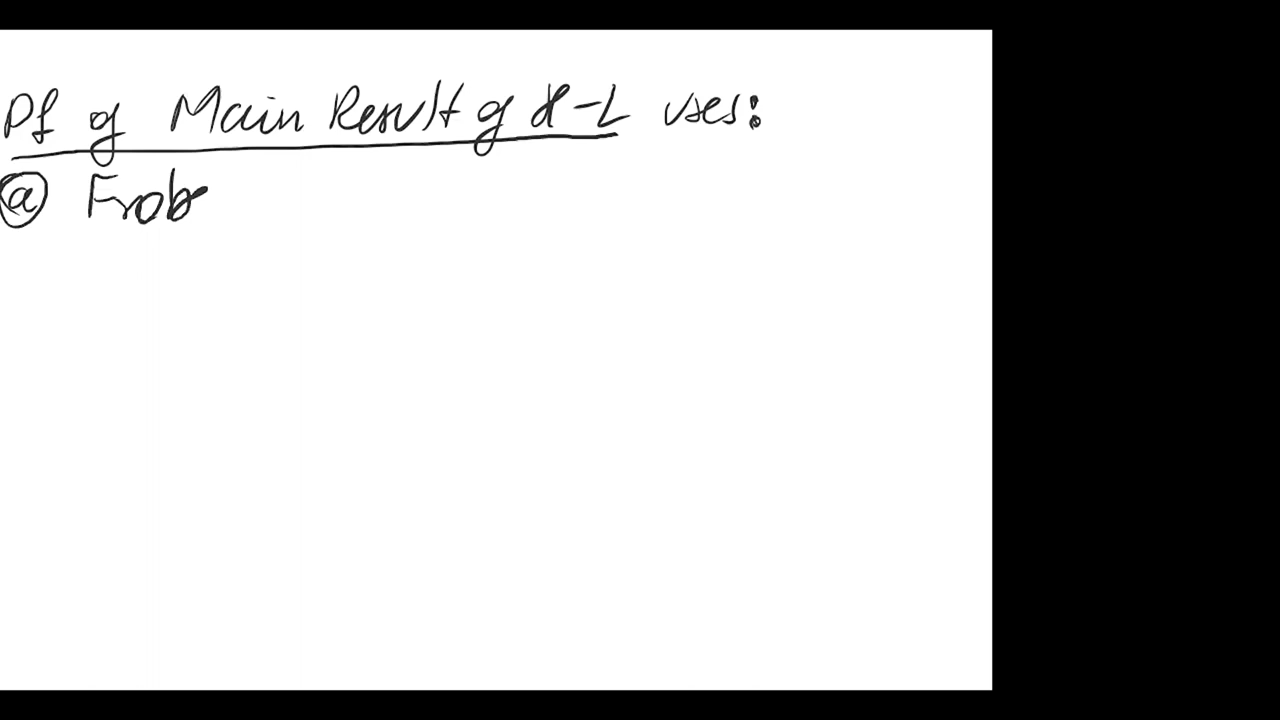 Pf of Main Result of H-L uses:
ⓐ Frob